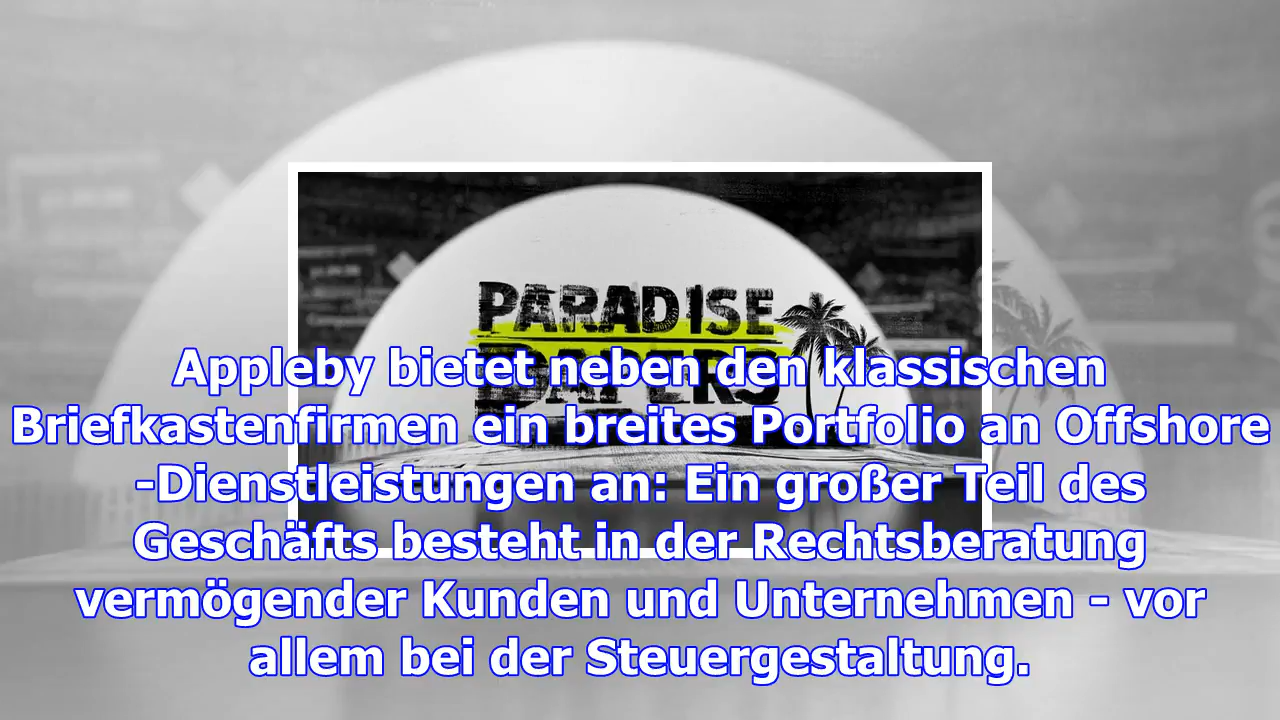 PARADISE
PAPERS
Appleby bietet neben den klassischen
Briefkastenfirmen ein breites Portfolio an Offshore
-Dienstleistungen an: Ein großer Teil des
Geschäfts besteht in der Rechtsberatung
vermögender Kunden und Unternehmen - vor
allem bei der Steuergestaltung.